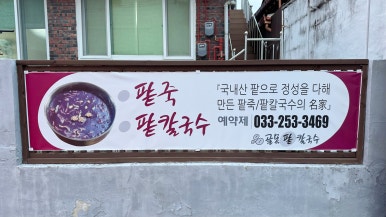 팥죽
팥칼국수
「국내산 팥으로 정성을 다해
만든 팥죽/팥칼국수의 名家」
예약제 033-253-3469
팥칼국수